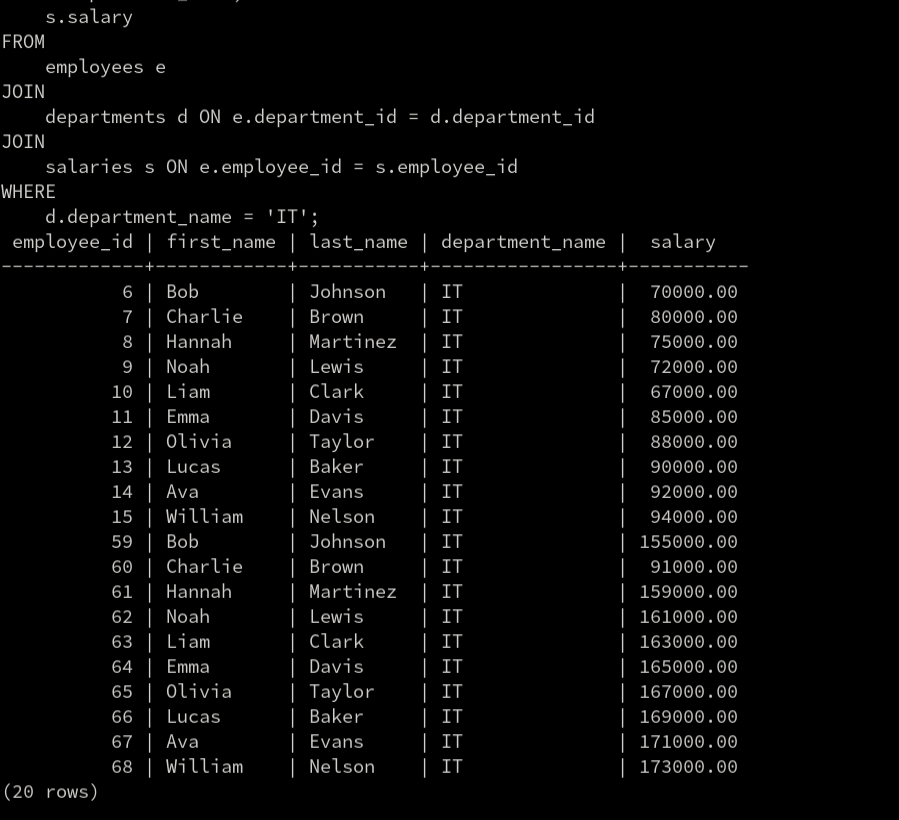 s.salary
FROM
    employees e
JOIN
    departments d ON e.department_id = d.department_id
JOIN
    salaries s ON e.employee_id = s.employee_id
WHERE
    d.department_name = 'IT';
 employee_id | first_name | last_name | department_name |  salary
-------------+------------+-----------+-----------------+-----------
           6 | Bob        | Johnson   | IT              |  70000.00
           7 | Charlie    | Brown     | IT              |  80000.00
           8 | Hannah     | Martinez  | IT              |  75000.00
           9 | Noah       | Lewis     | IT              |  72000.00
          10 | Liam       | Clark     | IT              |  67000.00
          11 | Emma       | Davis     | IT              |  85000.00
          12 | Olivia     | Taylor    | IT              |  88000.00
          13 | Lucas      | Baker     | IT              |  90000.00
          14 | Ava        | Evans     | IT              |  92000.00
          15 | William    | Nelson    | IT              |  94000.00
          59 | Bob        | Johnson   | IT              | 155000.00
          60 | Charlie    | Brown     | IT              |  91000.00
          61 | Hannah     | Martinez  | IT              | 159000.00
          62 | Noah       | Lewis     | IT              | 161000.00
          63 | Liam       | Clark     | IT              | 163000.00
          64 | Emma       | Davis     | IT              | 165000.00
          65 | Olivia     | Taylor    | IT              | 167000.00
          66 | Lucas      | Baker     | IT              | 169000.00
          67 | Ava        | Evans     | IT              | 171000.00
          68 | William    | Nelson    | IT              | 173000.00
(20 rows)